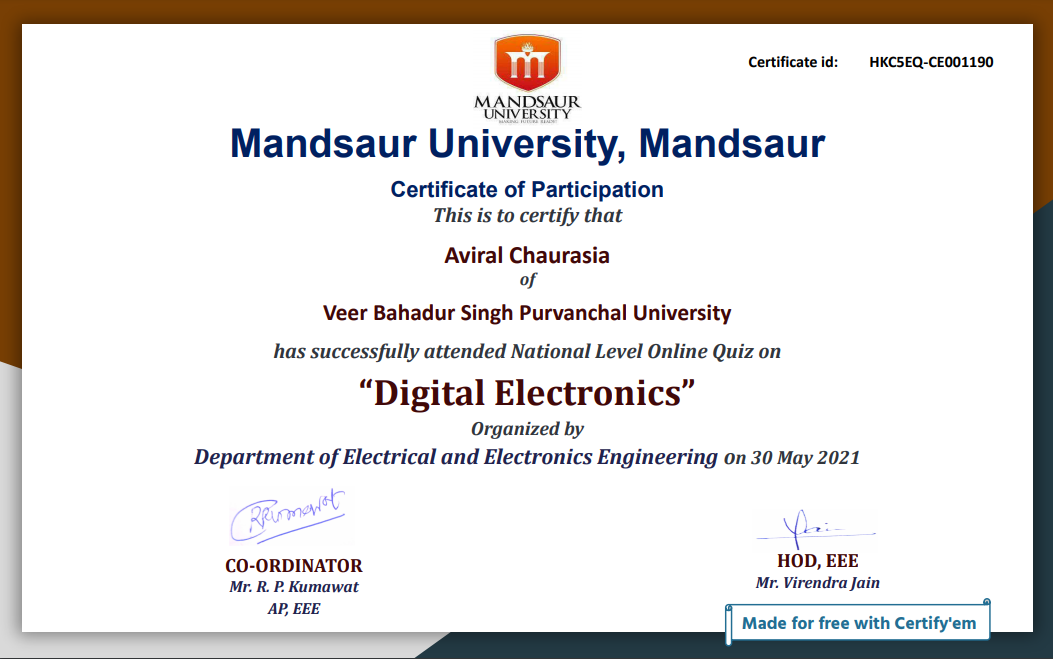 Certificate id: HKC5EQ-CE001190
MANDSAUR
UNIVERSITY
MAKING FUTURE READY
Mandsaur University, Mandsaur
Certificate of Participation
This is to certify that
Aviral Chaurasia
of
Veer Bahadur Singh Purvanchal University
has successfully attended National Level Online Quiz on
“Digital Electronics”
Organized by
Department of Electrical and Electronics Engineering on 30 May 2021
CO-ORDINATOR
Mr. R. P. Kumawat
AP, EEE
HOD, EEE
Mr. Virendra Jain
Made for free with Certify'em